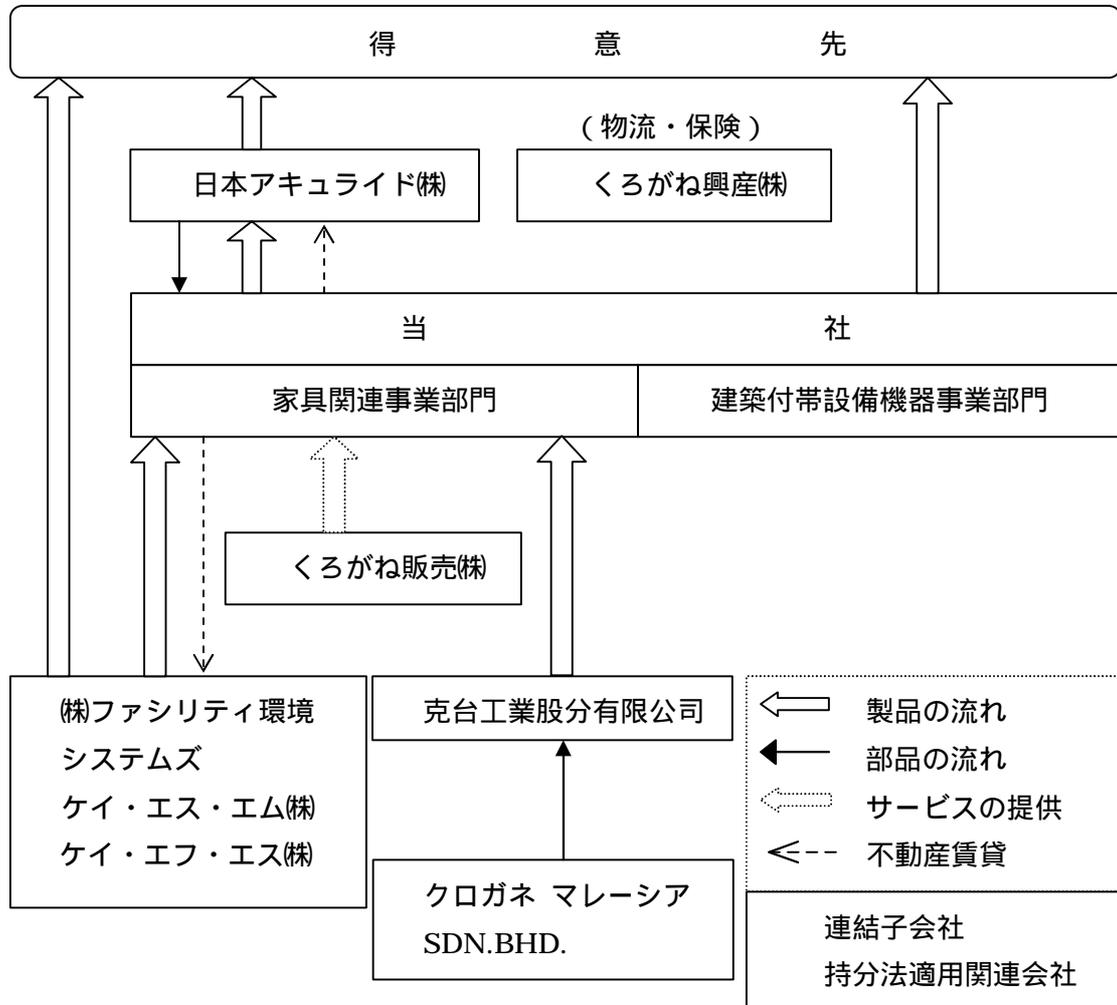 得意先
(物流・保険)
日本アキュライド㈱
くろがね興産㈱
当社
家具関連事業部門
建築付帯設備機器事業部門
くろがね販売㈱
㈱ファシリティ環境
システムズ
ケイ・エス・エム㈱
ケイ・エフ・エス㈱
克台工業股分有限公司
クロガネ マレーシア
SDN.BHD.
製品の流れ
部品の流れ
サービスの提供
不動産賃貸
連結子会社
持分法適用関連会社